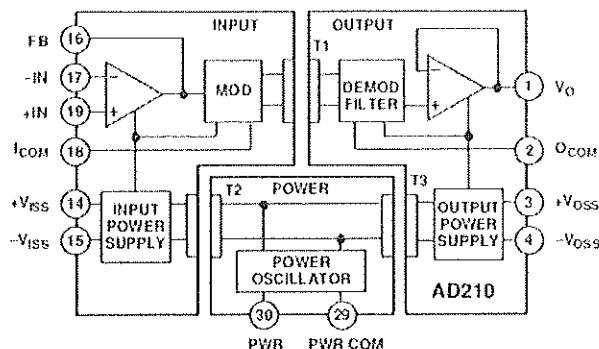 INPUT
OUTPUT
FB 16
-IN 17
+IN 19
ICOM 18
+VISS 14
-VISS 15
MOD
T1
DEMOD
FILTER
1 VO
2 OCOM
3 +VOSS
4 -VOSS
INPUT
POWER
SUPPLY
T2
POWER
T3
POWER
OSCILLATOR
OUTPUT
POWER
SUPPLY
AD210
30
29
PWR
PWR COM